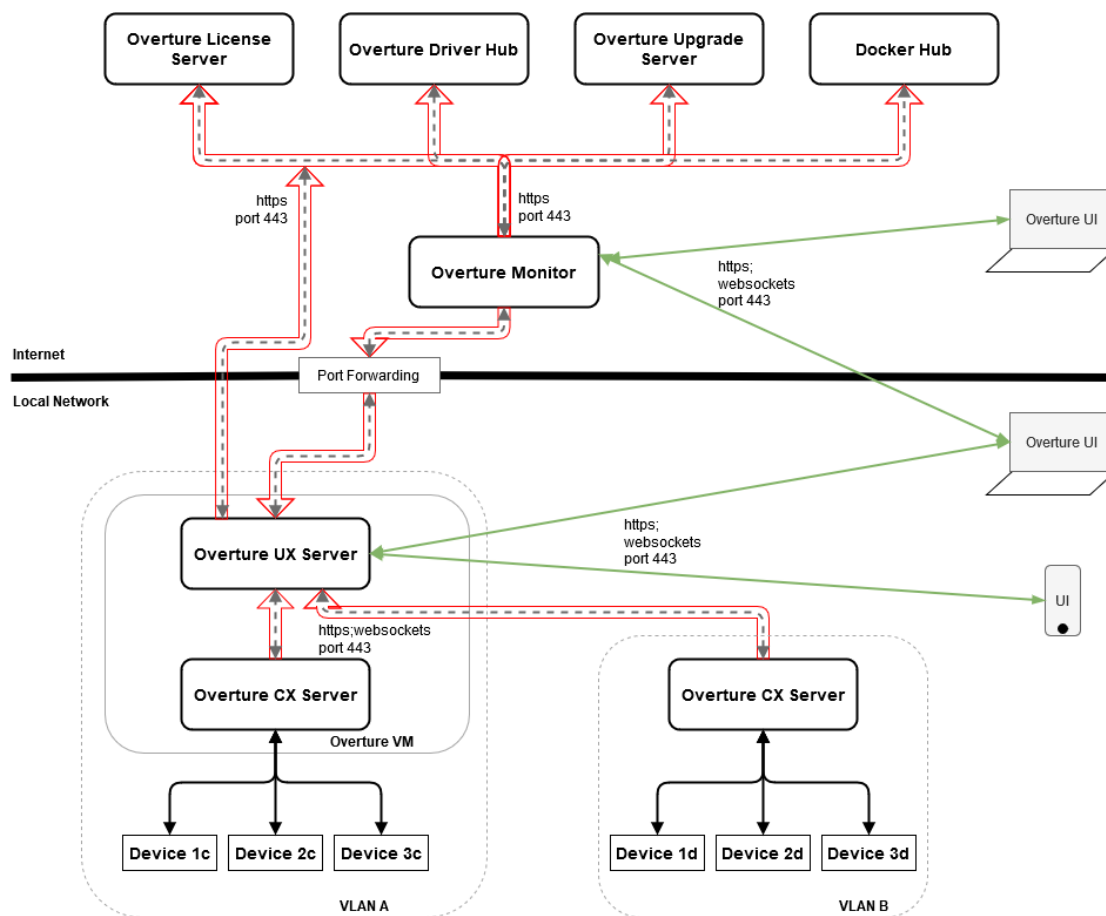 Overture License
Server
Overture Driver Hub
Overture Upgrade
Server
Docker Hub
https
port 443
https
port 443
Overture UI
Overture Monitor
https;
websockets
port 443
Internet
Port Forwarding
Local Network
Overture UI
Overture UX Server
https;
websockets
port 443
UI
https;websockets
port 443
Overture CX Server
Overture CX Server
Overture VM
Device 1c
Device 2c
Device 3c
Device 1d
Device 2d
Device 3d
VLAN A
VLAN B